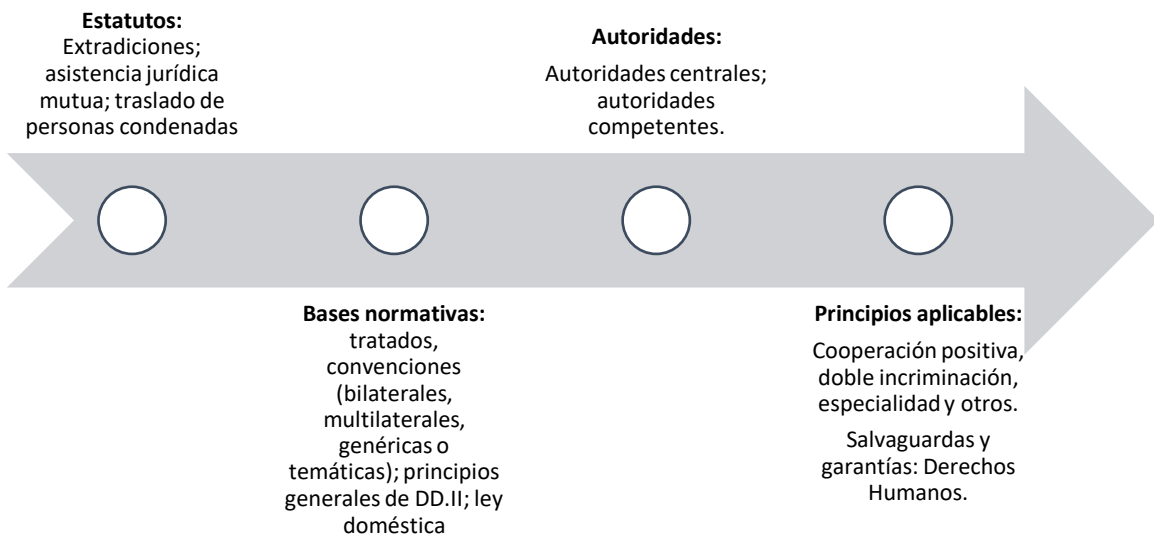 Estatutos:
Extradiciones;
asistencia jurídica
mutua; traslado de
personas condenadas
Bases normativas:
tratados,
convenciones
(bilaterales,
multilaterales,
genéricas o
temáticas); principios
generales de DD.II; ley
doméstica
Autoridades:
Autoridades centrales;
autoridades
competentes.
Principios aplicables:
Cooperación positiva,
doble incriminación,
especialidad y otros.
Salvaguardas y
garantías: Derechos
Humanos.